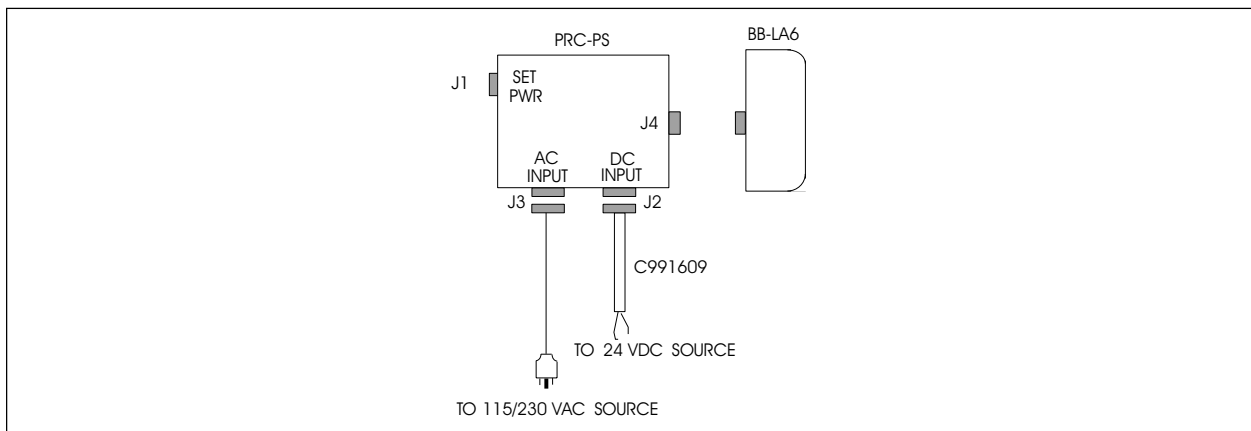 PRC-PS
BB-LA6
J1
SET
PWR
J4
AC
INPUT
DC
INPUT
J3
J2
C991609
TO 24 VDC SOURCE
TO 115/230 VAC SOURCE